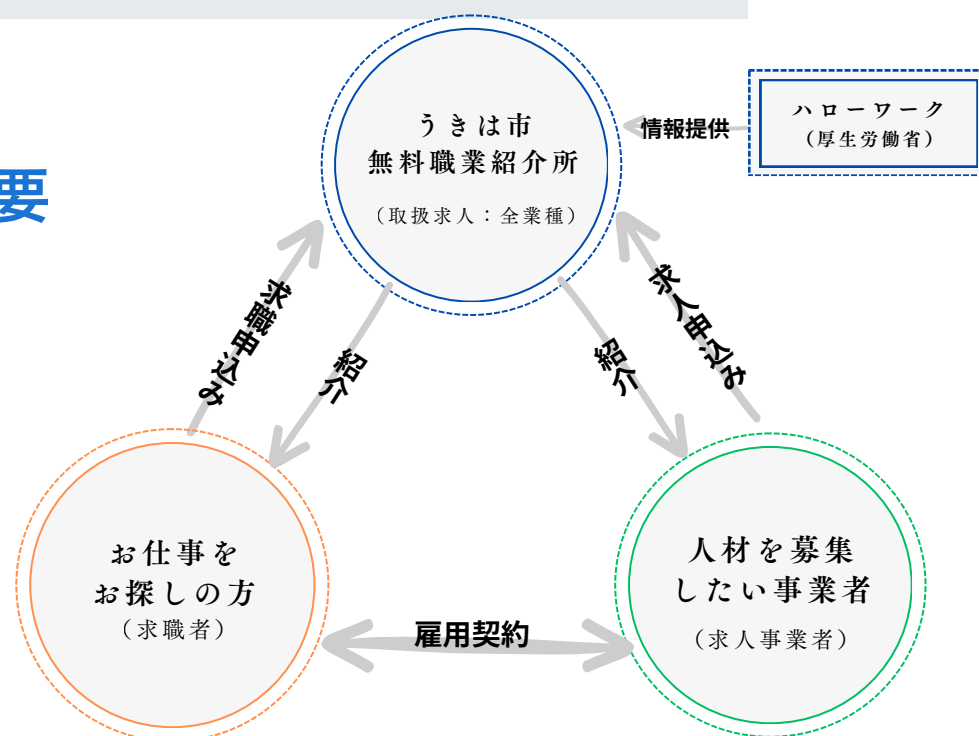 うきは市
無料職業紹介所
（取扱求人：全業種）
情報提供
ハローワーク
（厚生労働省）
要
求職申込み
紹介
紹介
求人申込み
お仕事を
お探しの方
（求職者）
雇用契約
人材を募集
したい事業者
（求人事業者）